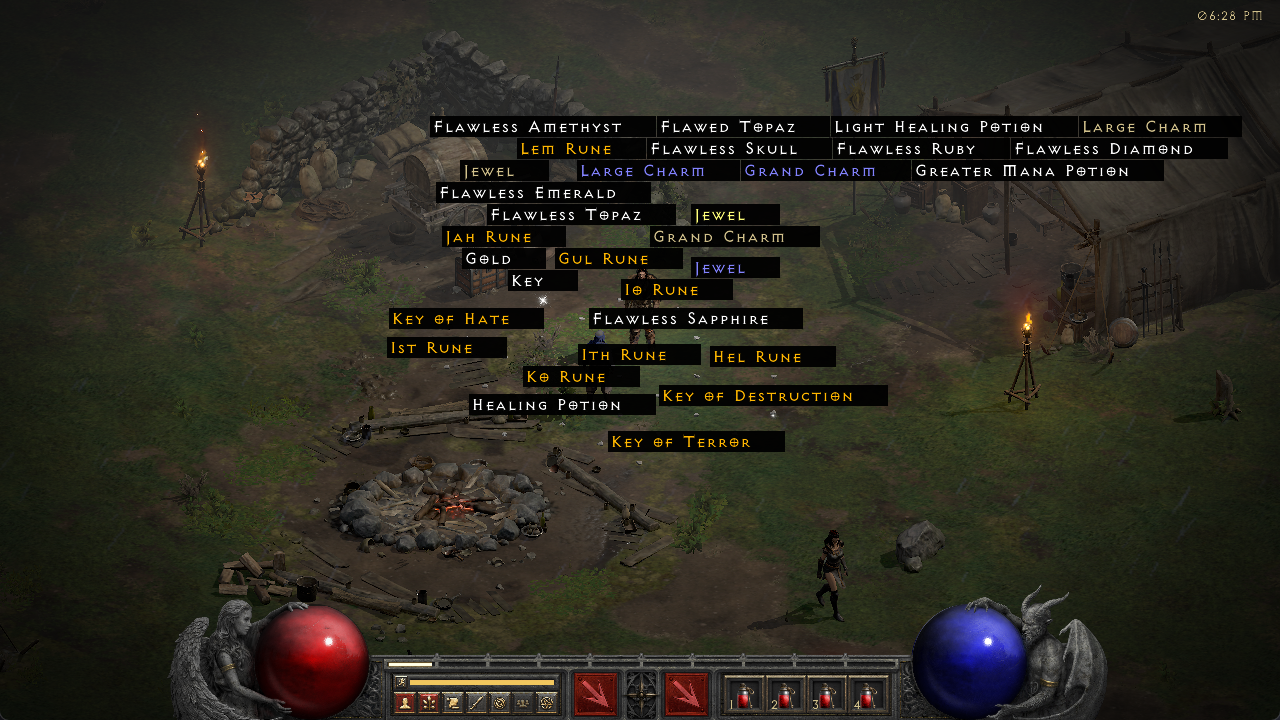 06:28 PM
Flawless Amethyst Flawed Topaz Light Healing Potion Large Charm
Lem Rune Flawless Skull Flawless Ruby Flawless Diamond
Jewel Large Charm Grand Charm Greater Mana Potion
Flawless Emerald
Flawless Topaz Jewel
Jah Rune Grand Charm
Gold Gul Rune Jewel
Key Io Rune
Key of Hate Flawless Sapphire
Ist Rune Ith Rune Hel Rune
Ko Rune
Healing Potion Key of Destruction
Key of Terror
1 2 3 4